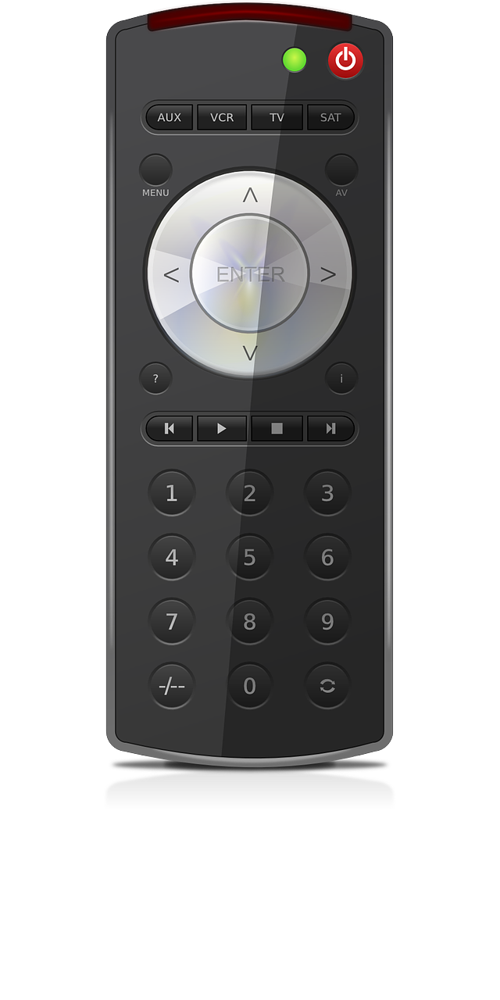 AUX VCR TV SAT
MENU AV
ENTER
? i
1 2 3
4 5 6
7 8 9
-/-- 0